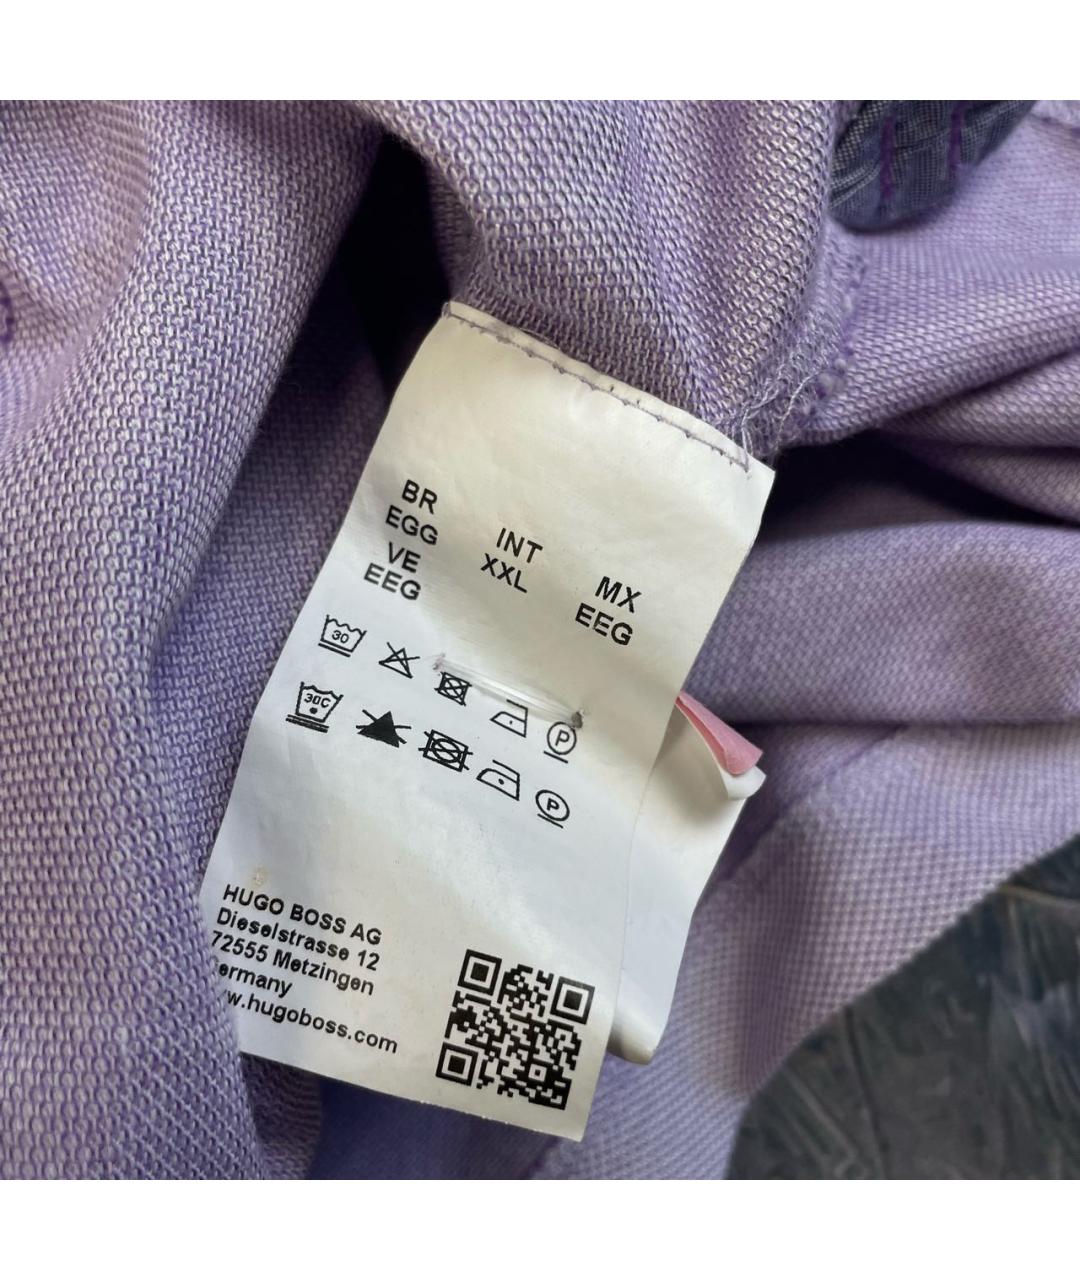 BR
EGG
VE
EEG
INT
XXL
MX
EEG
30
30C
P
P
HUGO BOSS AG
Dieselstrasse 12
72555 Metzingen
ermany
w.hugoboss.com